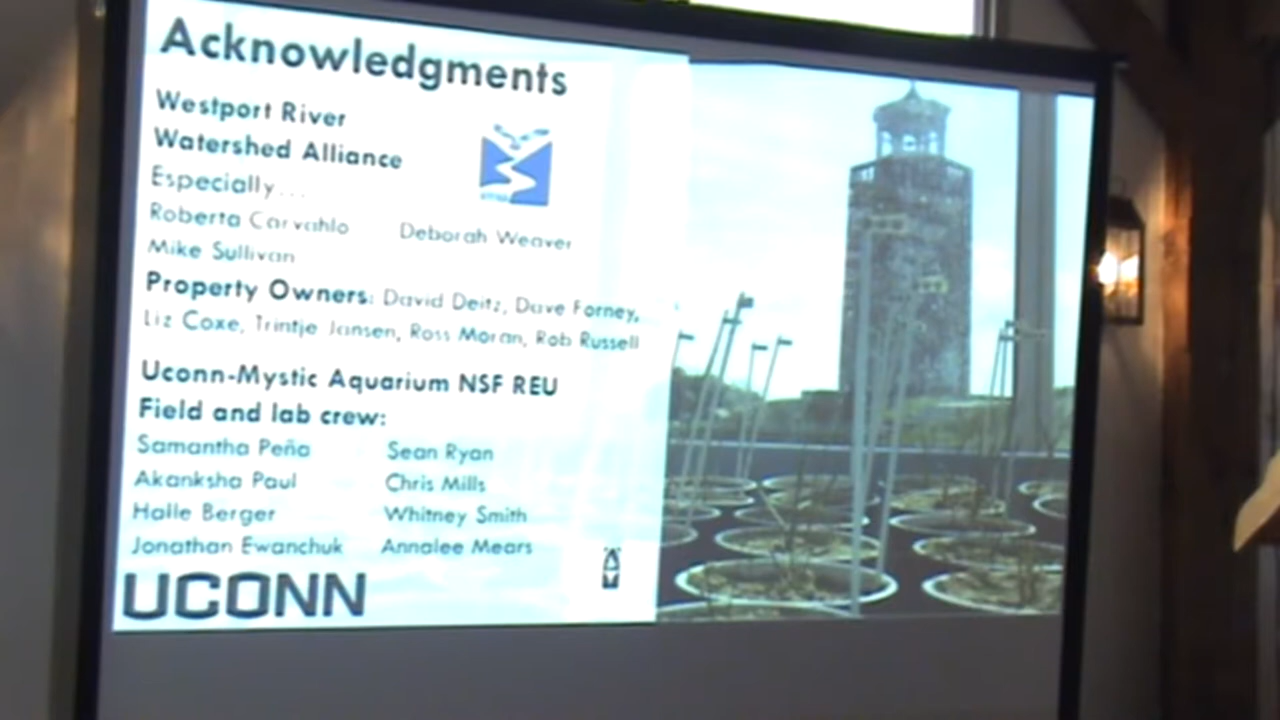 Acknowledgments
Westport River
Watershed Alliance
Especially...
Roberta Carvahlo Deborah Weaver
Mike Sullivan
Property Owners: David Deitz, Dave Forney,
Liz Coxe, Trintje Jansen, Ross Moran, Rob Russell
Uconn-Mystic Aquarium NSF REU
Field and lab crew:
Samantha Peña Sean Ryan
Akanksha Paul Chris Mills
Halle Berger Whitney Smith
Jonathan Ewanchuk Annalee Mears
UCONN